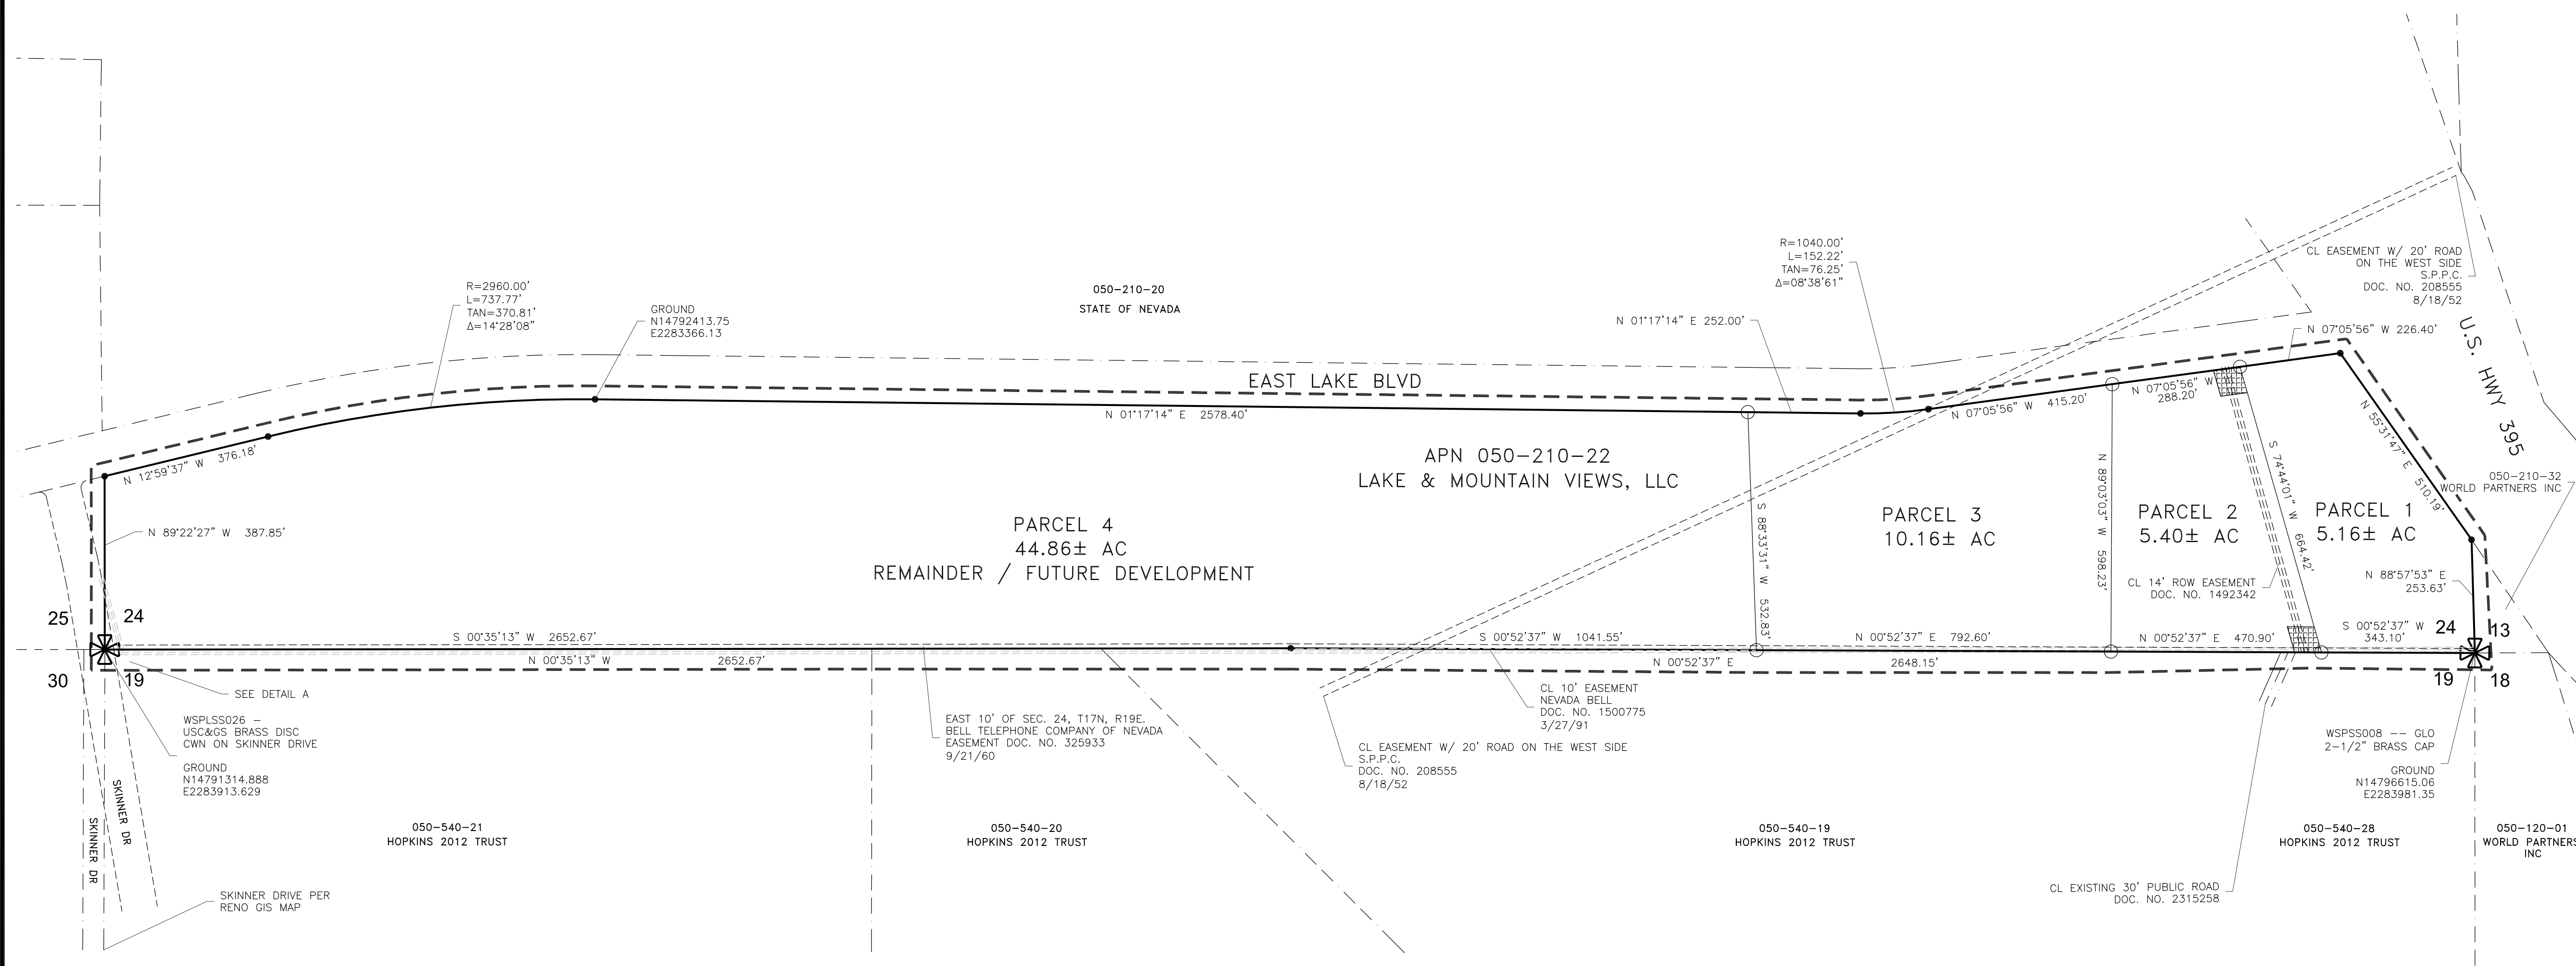 050-210-20
STATE OF NEVADA
R=2960.00'
L=737.77'
TAN=370.81'
Δ=14°28'08"
GROUND
N14792413.75
E2283366.13
R=1040.00'
L=152.22'
TAN=76.25'
Δ=08°38'61"
N 01°17'14" E 252.00'
CL EASEMENT W/ 20' ROAD
ON THE WEST SIDE
S.P.P.C.
DOC. NO. 208555
8/18/52
N 07°05'56" W 226.40'
U.S. HWY 395
EAST LAKE BLVD
N 01°17'14" E 2578.40'
N 07°05'56" W 415.20'
N 07°05'56" W
288.20'
N 55°31'47" E 510.19'
N 12°59'37" W 376.18'
APN 050-210-22
LAKE & MOUNTAIN VIEWS, LLC
050-210-32
WORLD PARTNERS INC
N 89°22'27" W 387.85'
PARCEL 4
44.86± AC
REMAINDER / FUTURE DEVELOPMENT
S 88°33'31" W 532.83'
PARCEL 3
10.16± AC
N 89°03'03" W 598.23'
PARCEL 2
5.40± AC
S 74°44'01" W 664.42'
PARCEL 1
5.16± AC
CL 14' ROW EASEMENT
DOC. NO. 1492342
N 88°57'53" E
253.63'
25
24
30
19
S 00°35'13" W 2652.67'
N 00°35'13" W 2652.67'
S 00°52'37" W 1041.55'
N 00°52'37" E 792.60'
N 00°52'37" E 470.90'
S 00°52'37" W
343.10'
N 00°52'37" E 2648.15'
24
13
19
18
SEE DETAIL A
WSPLSS026 -
USC&GS BRASS DISC
CWN ON SKINNER DRIVE
GROUND
N14791314.888
E2283913.629
EAST 10' OF SEC. 24, T17N, R19E.
BELL TELEPHONE COMPANY OF NEVADA
EASEMENT DOC. NO. 325933
9/21/60
CL 10' EASEMENT
NEVADA BELL
DOC. NO. 1500775
3/27/91
CL EASEMENT W/ 20' ROAD ON THE WEST SIDE
S.P.P.C.
DOC. NO. 208555
8/18/52
WSPSS008 -- GLO
2-1/2" BRASS CAP
GROUND
N14796615.06
E2283981.35
SKINNER DR
SKINNER DR
050-540-21
HOPKINS 2012 TRUST
050-540-20
HOPKINS 2012 TRUST
050-540-19
HOPKINS 2012 TRUST
050-540-28
HOPKINS 2012 TRUST
050-120-01
WORLD PARTNERS
INC
SKINNER DRIVE PER
RENO GIS MAP
CL EXISTING 30' PUBLIC ROAD
DOC. NO. 2315258